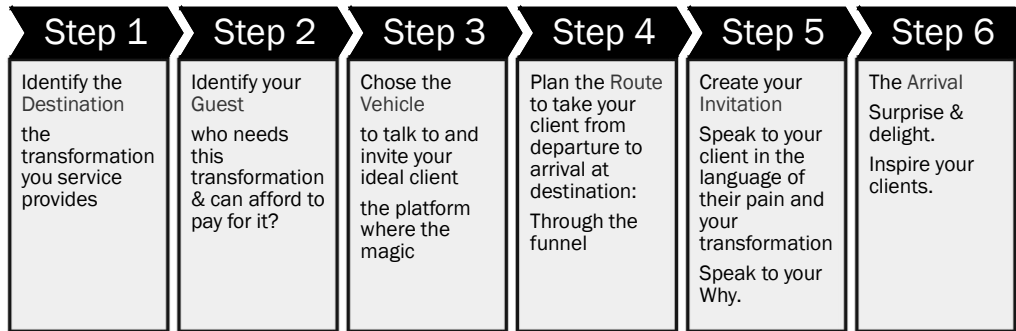 Step 1
Identify the
Destination
the
transformation
you service
provides
Step 2
Identify your
Guest
who needs
this
transformation
& can afford to
pay for it?
Step 3
Chose the
Vehicle
to talk to and
invite your
ideal client
the platform
where the
magic
Step 4
Plan the Route
to take your
client from
departure to
arrival at
destination:
Through the
funnel
Step 5
Create your
Invitation
Speak to your
client in the
language of
their pain and
your
transformation
Speak to your
Why.
Step 6
The Arrival
Surprise &
delight.
Inspire your
clients.